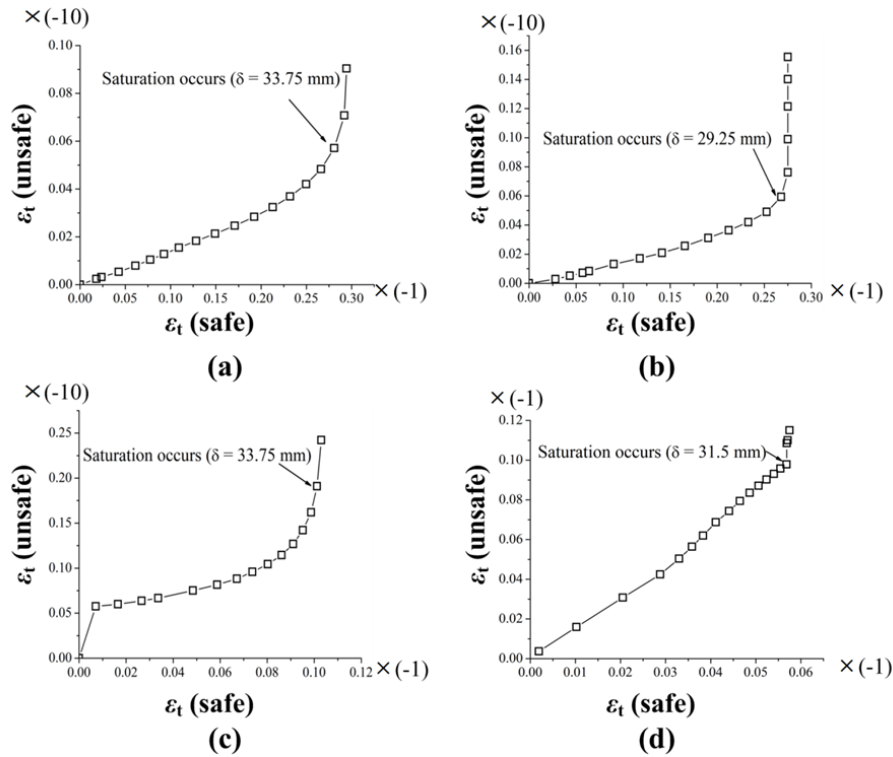 ×(-10)
0.10
0.08
0.06
0.04
0.02
0.00
εt (unsafe)
Saturation occurs (δ = 33.75 mm)
0.00 0.05 0.10 0.15 0.20 0.25 0.30 ×(-1)
εt (safe)
(a)
×(-10)
0.16
0.14
0.12
0.10
0.08
0.06
0.04
0.02
0.00
εt (unsafe)
Saturation occurs (δ = 29.25 mm)
0.00 0.05 0.10 0.15 0.20 0.25 0.30 ×(-1)
εt (safe)
(b)
×(-10)
0.25
0.20
0.15
0.10
0.05
0.00
εt (unsafe)
Saturation occurs (δ = 33.75 mm)
0.00 0.02 0.04 0.06 0.08 0.10 0.12 ×(-1)
εt (safe)
(c)
×(-1)
0.12
0.10
0.08
0.06
0.04
0.02
0.00
εt (unsafe)
Saturation occurs (δ = 31.5 mm)
0.00 0.01 0.02 0.03 0.04 0.05 0.06 ×(-1)
εt (safe)
(d)